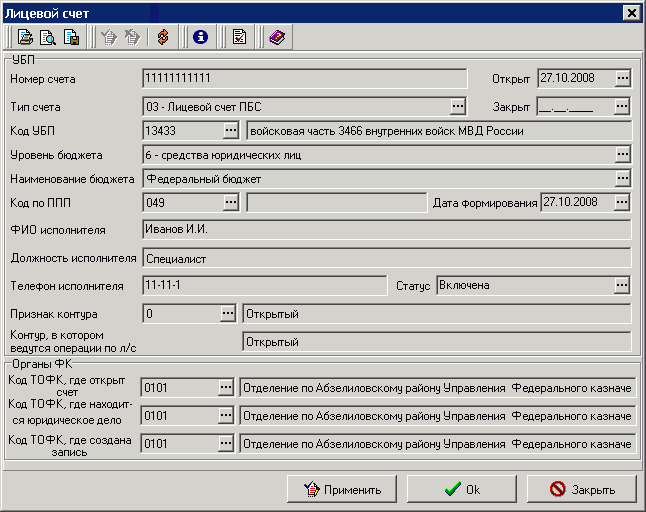 Лицевой счет
УБП
Номер счета 11111111111 Открыт 27.10.2008 ...
Тип счета 03 - Лицевой счет ПБС ... Закрыт __.__.____ ...
Код УБП 13433 ... войсковая часть 3466 внутренних войск МВД России
Уровень бюджета 6 - средства юридических лиц ...
Наименование бюджета Федеральный бюджет ...
Код по ППП 049 ... Дата формирования 27.10.2008 ...
ФИО исполнителя Иванов И.И.
Должность исполнителя Специалист
Телефон исполнителя 11-11-1 Статус Включена ...
Признак контура 0 ... Открытый
Контур, в котором
ведутся операции по л/с Открытый
Органы ФК
Код ТОФК, где открыт
счет 0101 ... Отделение по Абзелиловскому району Управления Федерального казначе
Код ТОФК, где находит-
ся юридическое дело 0101 ... Отделение по Абзелиловскому району Управления Федерального казначе
Код ТОФК, где создана
запись 0101 ... Отделение по Абзелиловскому району Управления Федерального казначе
Применить Ok Закрыть